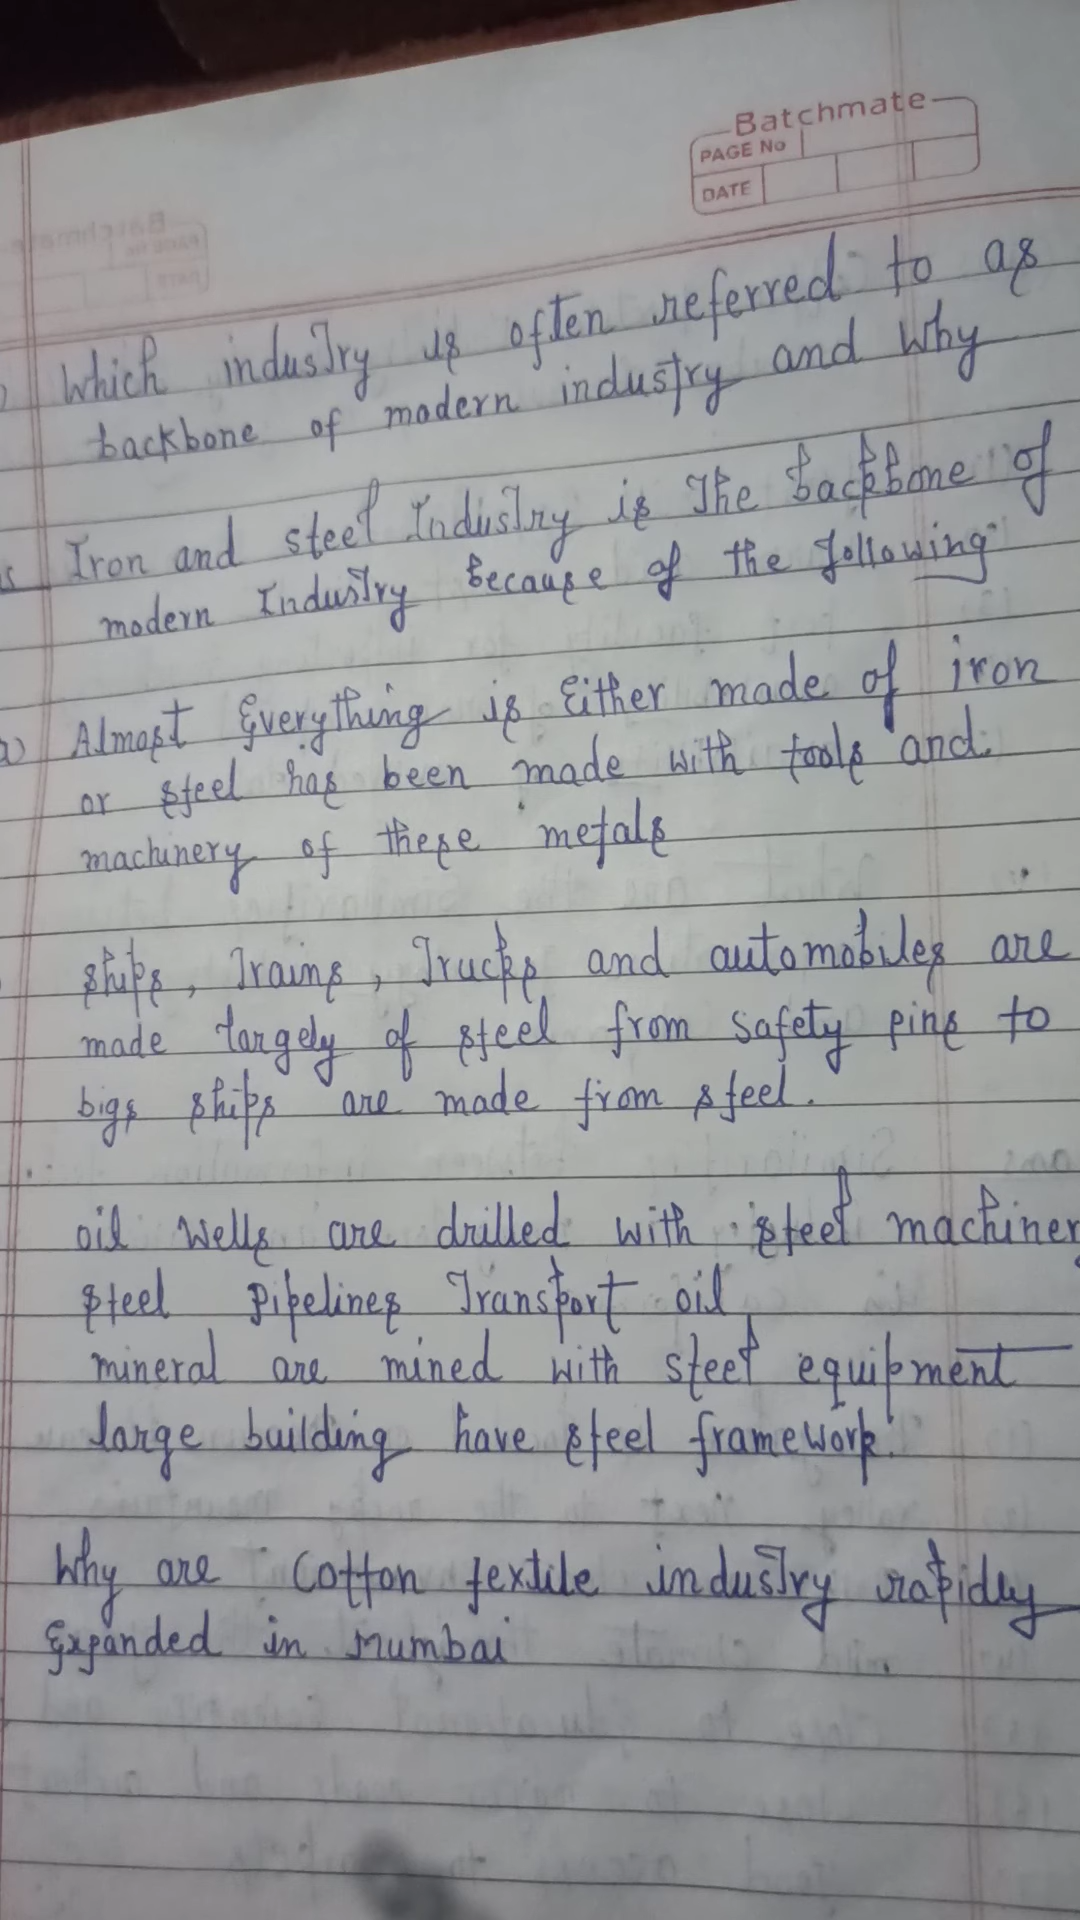 Batchmate
PAGE No
DATE
Which industry is often referred to as
backbone of modern industry and why
Iron and steel Industry is The backbone of
modern Industry because of the following
Almost Everything is Either made of iron
or steel has been made with tools and
machinery of these metals
ships, Trains, Trucks and automobiles are
made largely of steel from safety pins to
bigs ships are made from steel.
oil wells are drilled with steel machiner
steel pipelines Transport oil
mineral are mined with steel equipment
large building have steel framework
Why are cotton textile industry rapidly
Expanded in Mumbai